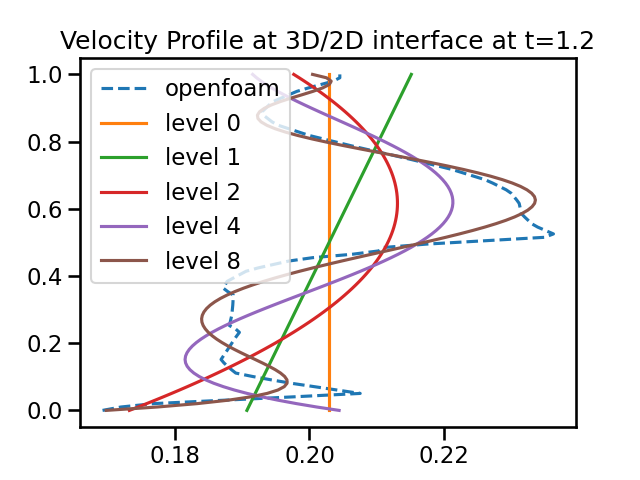 Velocity Profile at 3D/2D interface at t=1.2
1.0
0.8
0.6
0.4
0.2
0.0
openfoam
level 0
level 1
level 2
level 4
level 8
0.18 0.20 0.22